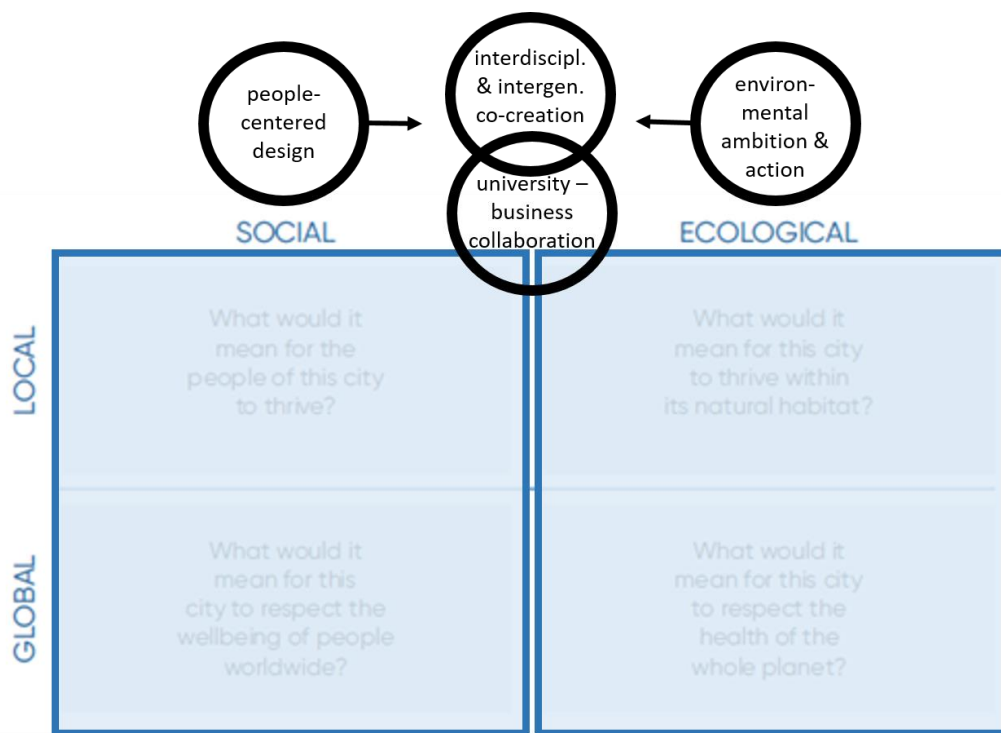 people-
centered
design
interdiscipl.
& intergen.
co-creation
environ-
mental
ambition &
action
university –
business
collaboration
SOCIAL
ECOLOGICAL
LOCAL
What would it
mean for the
people of this city
to thrive?
What would it
mean for this city
to thrive within
its natural habitat?
GLOBAL
What would it
mean for this
city to respect the
wellbeing of people
worldwide?
What would it
mean for this city
to respect the
health of the
whole planet?